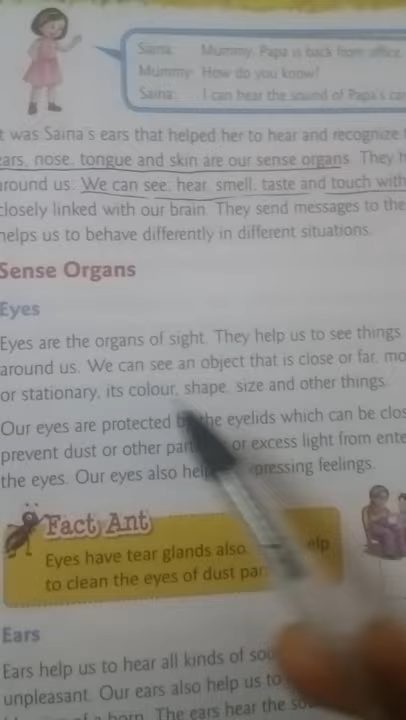 Saina: Mummy, Papa is back from office.
Mummy: How do you know?
Saina: I can hear the sound of Papa's car
t was Saina's ears that helped her to hear and recognize
ears, nose, tongue and skin are our sense organs. They h
around us. We can see, hear, smell, taste and touch with
closely linked with our brain. They send messages to the
helps us to behave differently in different situations.
Sense Organs
Eyes
Eyes are the organs of sight. They help us to see things
around us. We can see an object that is close or far, mo
or stationary, its colour, shape, size and other things.
Our eyes are protected by the eyelids which can be clos
prevent dust or other par or excess light from ente
the eyes. Our eyes also hel pressing feelings.
Fact Ant
Eyes have tear glands also elp
to clean the eyes of dust par
Ears
Ears help us to hear all kinds of sou
unpleasant. Our ears also help us to
of a horn. The ears hear the so